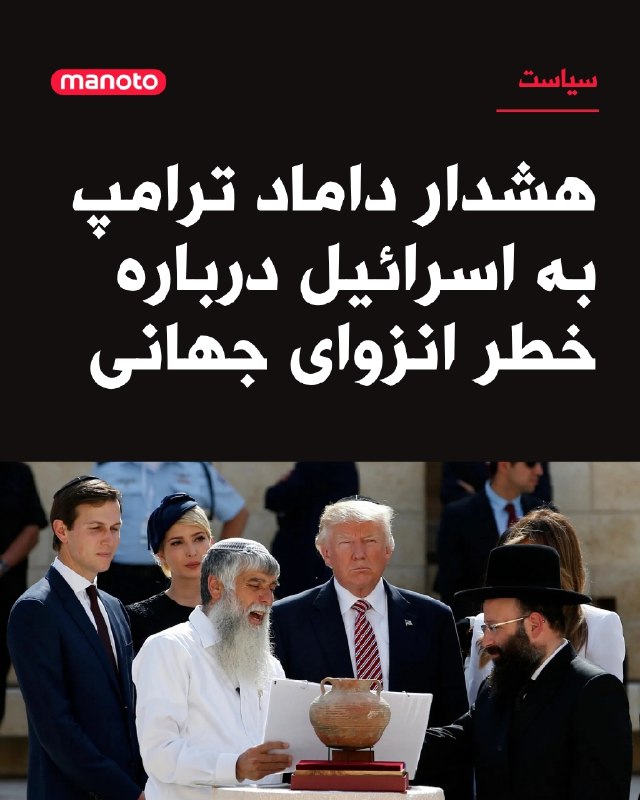 manoto
سیاست
هشدار داماد ترامپ
به اسرائیل درباره
خطر انزوای جهانی